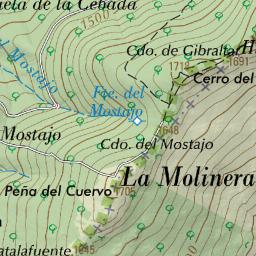 ueta de la Cebada
1500
Cdo. de Gibraltar
1718
1691
Cerro del
Mostajo
Fte. del
Mostajo
1648
Mostajo
Cdo. del Mostajo
La Molinera
Peña del Cuervo
1705
atalafuente
1645